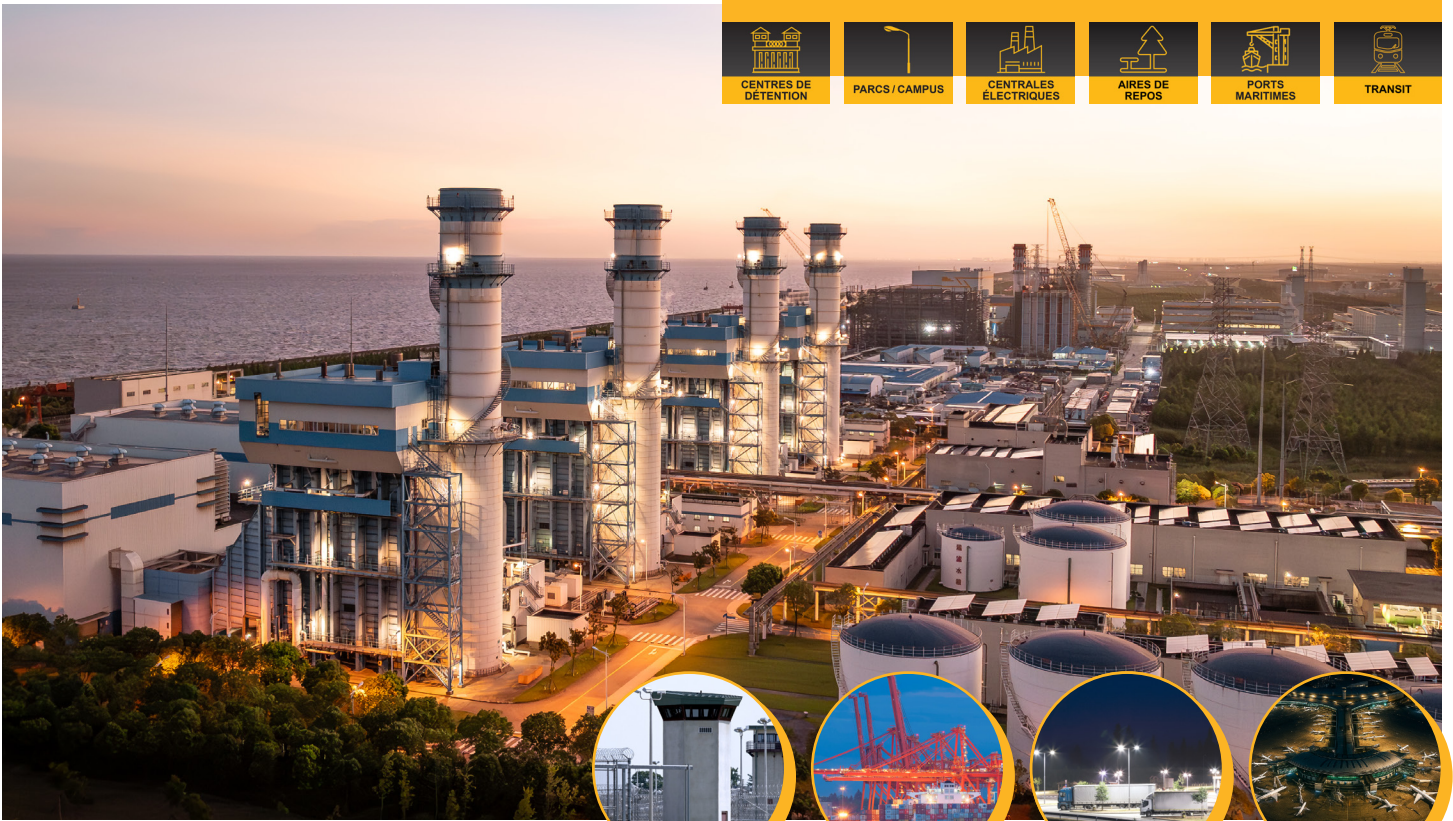 CENTRES DE
DÉTENTION
PARCS / CAMPUS
CENTRALES
ÉLECTRIQUES
AIRES DE
REPOS
PORTS
MARITIMES
TRANSIT